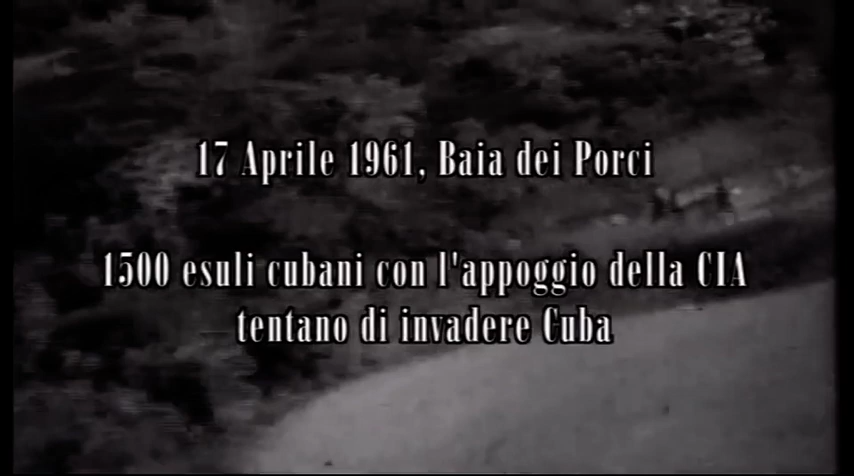 17 Aprile 1961, Baia dei Porci
1500 esuli cubani con l'appoggio della CIA
tentano di invadere Cuba